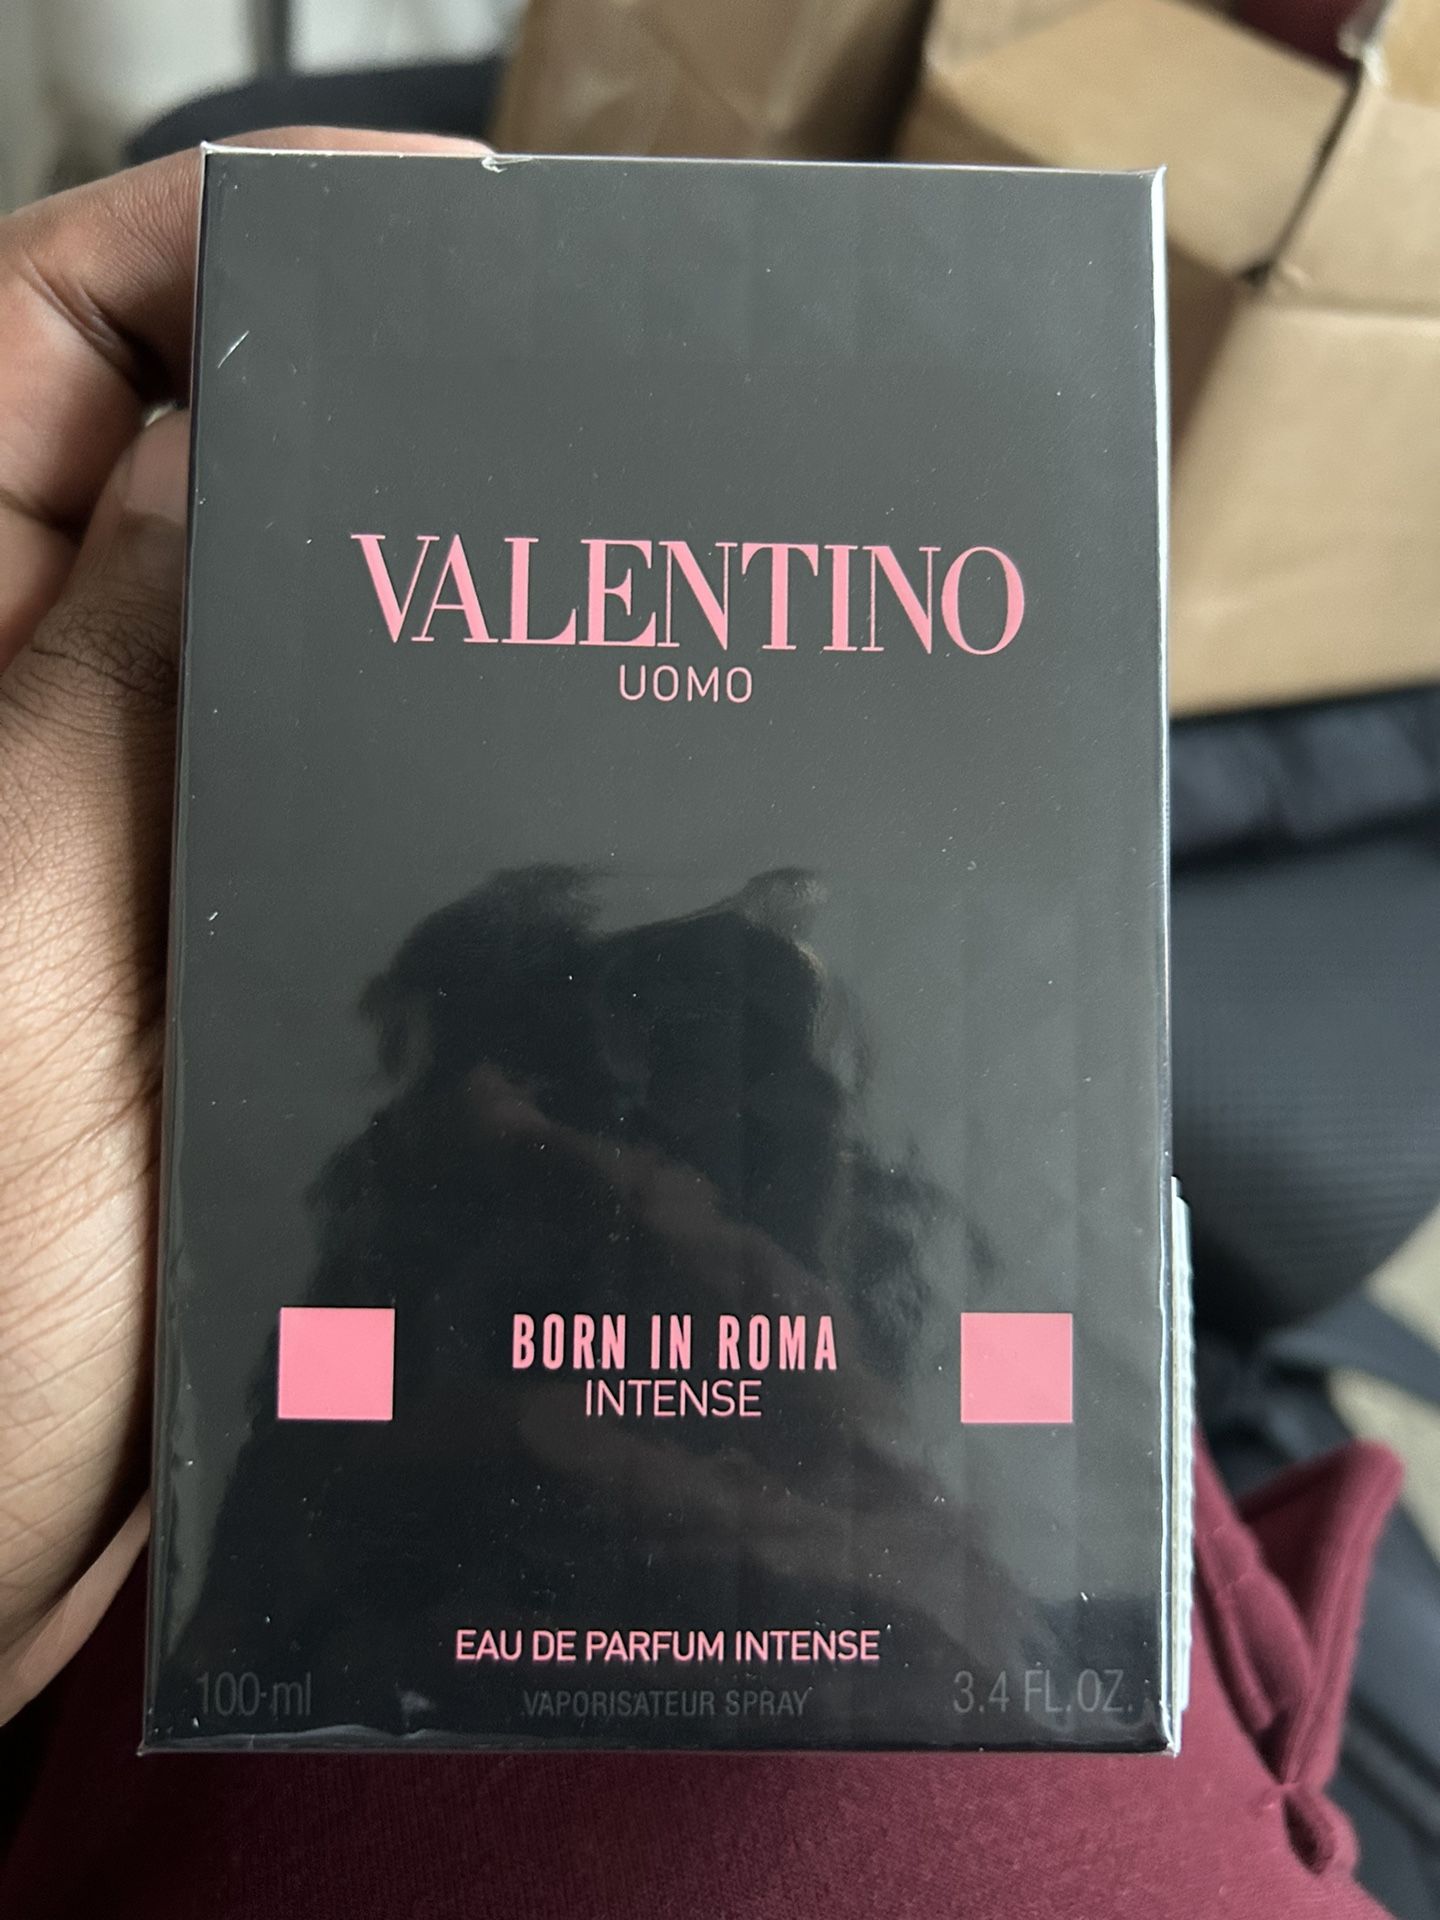 VALENTINO
UOMO
BORN IN ROMA
INTENSE
EAU DE PARFUM INTENSE
100 ml VAPORISATEUR SPRAY 3.4 FL.OZ.